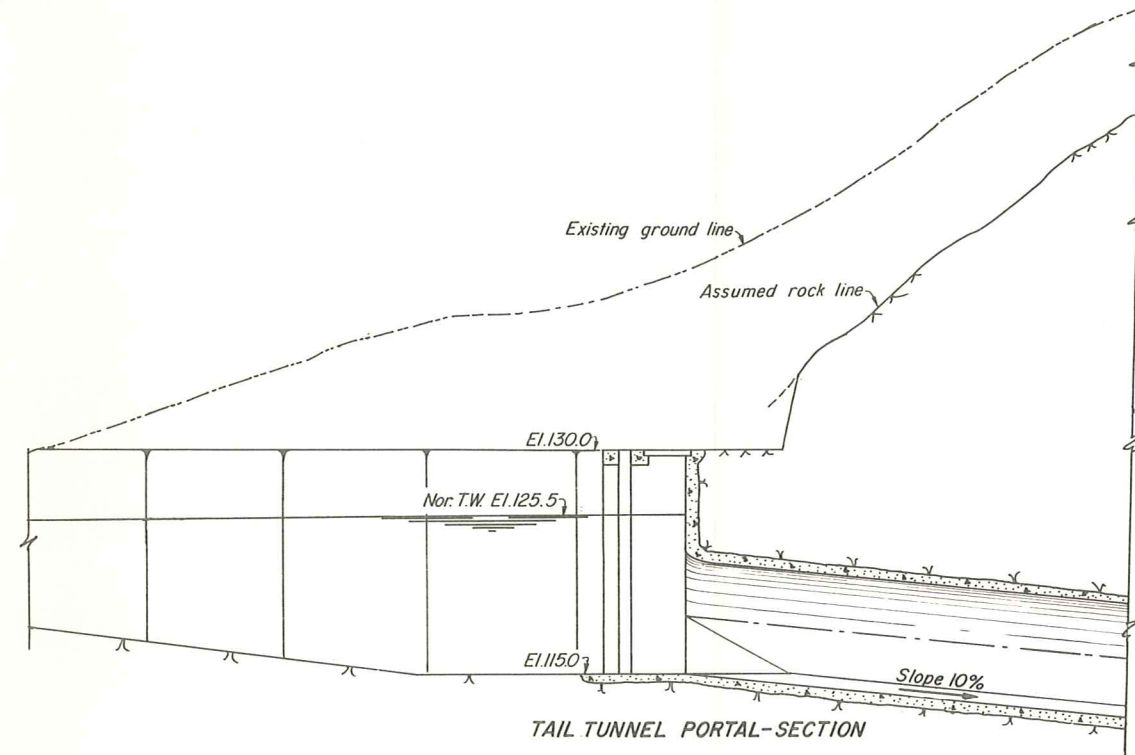 Existing ground line
Assumed rock line
El.130.0
Nor. T.W. El.125.5
El.115.0
Slope 10%
TAIL TUNNEL PORTAL-SECTION